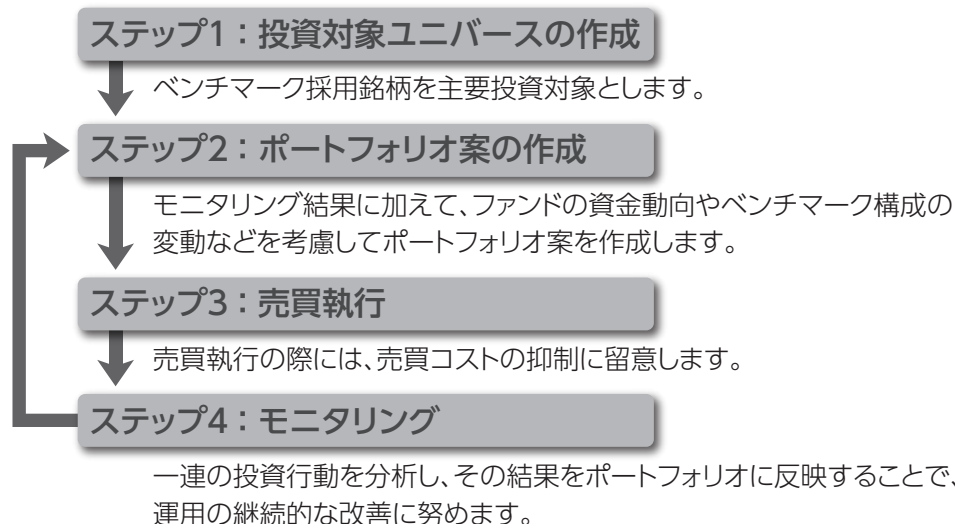 ステップ1：投資対象ユニバースの作成
ベンチマーク採用銘柄を主要投資対象とします。
ステップ2：ポートフォリオ案の作成
モニタリング結果に加えて、ファンドの資金動向やベンチマーク構成の
変動などを考慮してポートフォリオ案を作成します。
ステップ3：売買執行
売買執行の際には、売買コストの抑制に留意します。
ステップ4：モニタリング
一連の投資行動を分析し、その結果をポートフォリオに反映することで、
運用の継続的な改善に努めます。